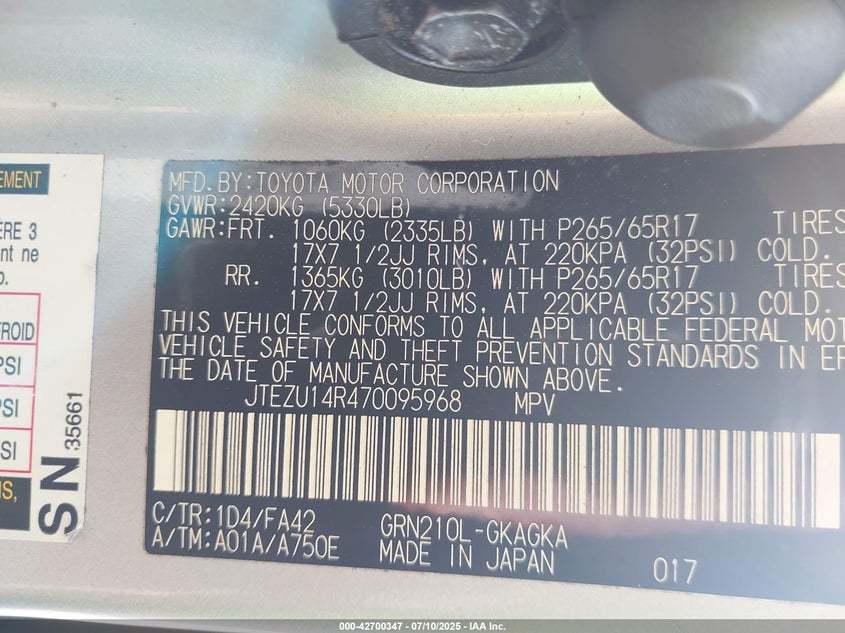 EMENT
ÈRE 3
nt ne
p.
FROID
PSI
PSI
SI
NS,
SN 35661
MFD. BY: TOYOTA MOTOR CORPORATION
GVWR: 2420KG (5330LB)
GAWR: FRT. 1060KG (2335LB) WITH P265/65R17 TIRES
17X7 1/2JJ RIMS, AT 220KPA (32PSI) COLD.
RR. 1365KG (3010LB) WITH P265/65R17 TIRES
17X7 1/2JJ RIMS, AT 220KPA (32PSI) COLD.
THIS VEHICLE CONFORMS TO ALL APPLICABLE FEDERAL MOT
VEHICLE SAFETY AND THEFT PREVENTION STANDARDS IN EF
THE DATE OF MANUFACTURE SHOWN ABOVE.
JTEZU14R470095968 MPV
C/TR: 1D4/FA42 GRN210L-GKAGKA
A/TM: A01A/A750E MADE IN JAPAN 017
000-42700347 - 07/10/2025 - IAA Inc.